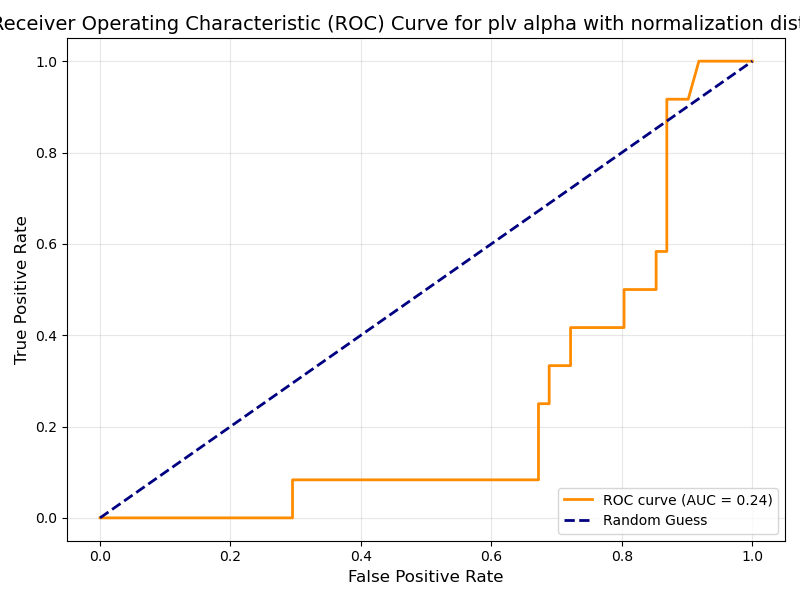 Receiver Operating Characteristic (ROC) Curve for plv alpha with normalization dist
1.0
0.8
0.6
0.4
0.2
0.0
True Positive Rate
0.0 0.2 0.4 0.6 0.8 1.0
False Positive Rate
ROC curve (AUC = 0.24)
Random Guess